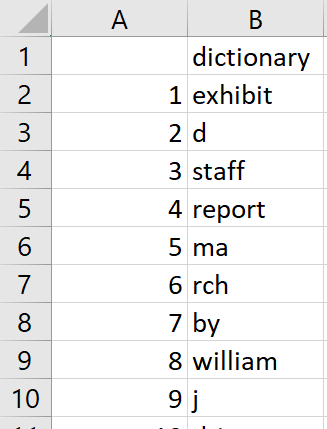 A B
1 dictionary
2 1 exhibit
3 2 d
4 3 staff
5 4 report
6 5 ma
7 6 rch
8 7 by
9 8 william
10 9 j